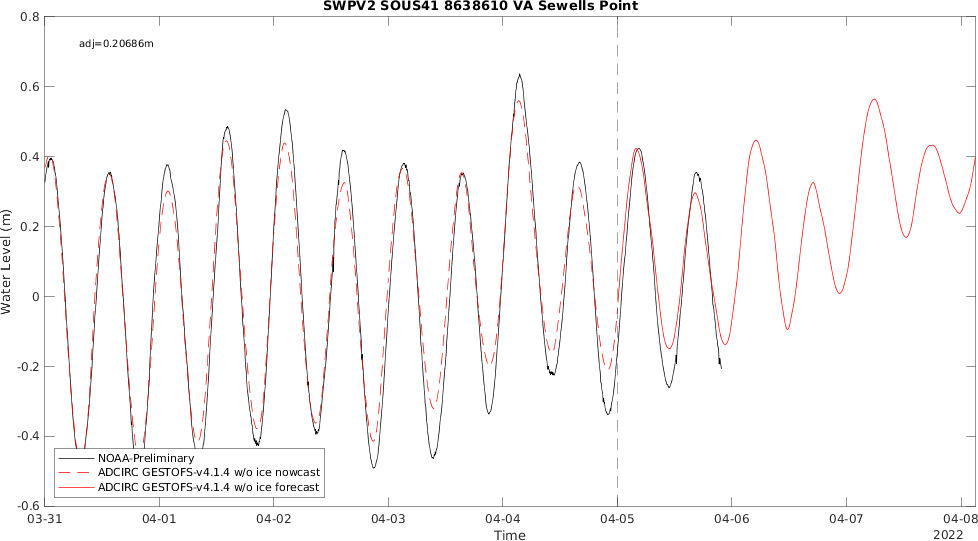 SWPV2 SOUS41 8638610 VA Sewells Point
adj=0.20686m
Water Level (m)
0.8
0.6
0.4
0.2
0
-0.2
-0.4
-0.6
NOAA-Preliminary
ADCIRC GESTOFS-v4.1.4 w/o ice nowcast
ADCIRC GESTOFS-v4.1.4 w/o ice forecast
03-31 04-01 04-02 04-03 04-04 04-05 04-06 04-07 04-08
Time
2022